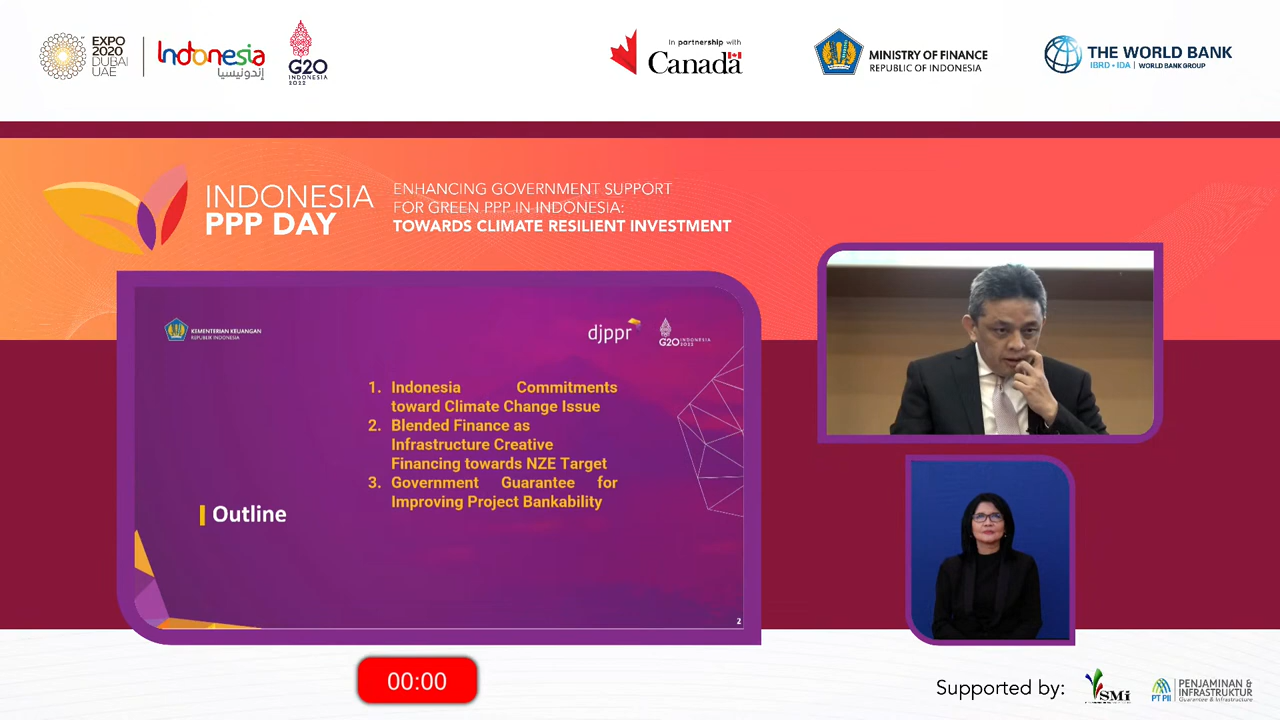 EXPO
2020
DUBAI
UAE
Indonesia
إندونيسيا
G20
INDONESIA
2022
In partnership with
Canada
MINISTRY OF FINANCE
REPUBLIC OF INDONESIA
THE WORLD BANK
IBRD • IDA | WORLD BANK GROUP
INDONESIA
PPP DAY
ENHANCING GOVERNMENT SUPPORT
FOR GREEN PPP IN INDONESIA:
TOWARDS CLIMATE RESILIENT INVESTMENT
KEMENTERIAN KEUANGAN
REPUBLIK INDONESIA
djppr
G20 INDONESIA
2022
1. Indonesia Commitments
toward Climate Change Issue
2. Blended Finance as
Infrastructure Creative
Financing towards NZE Target
3. Government Guarantee for
Improving Project Bankability
Outline
2
00:00
Supported by:
SMi
PT PII
PENJAMINAN &
INFRASTRUKTUR
Guarantee & Infrastructure